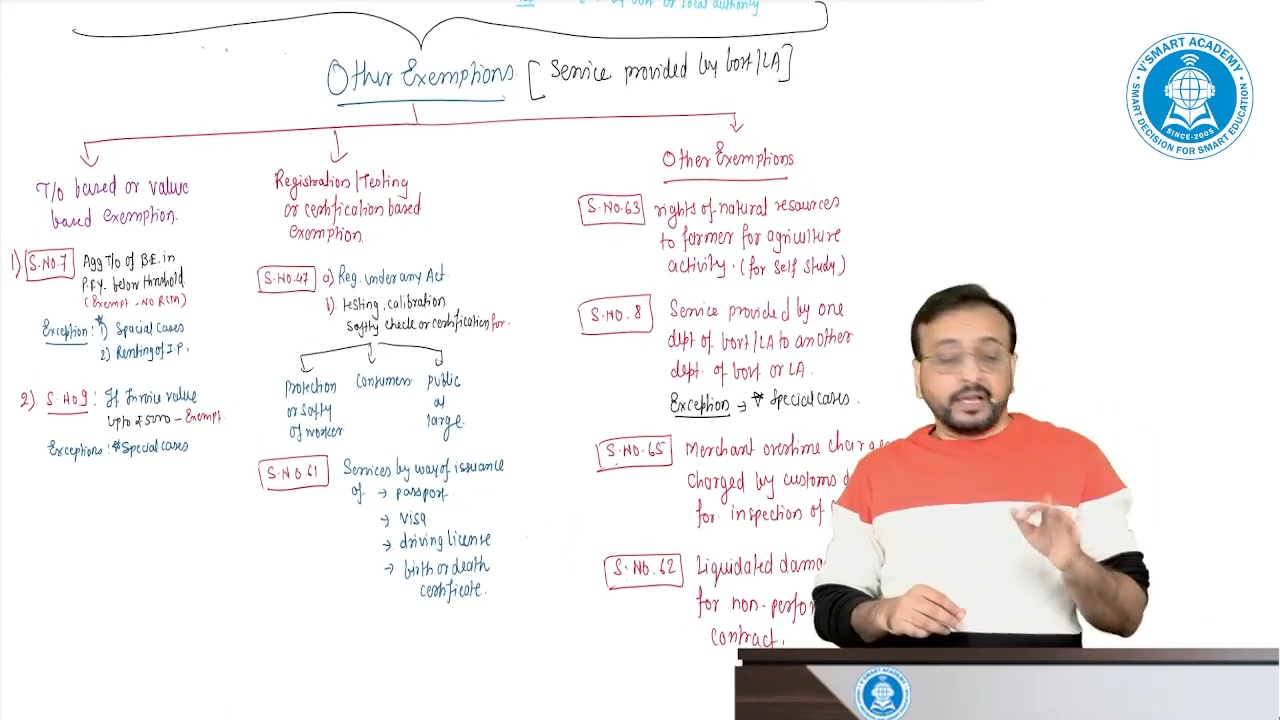 or local authority
Other Exemptions [Service provided by Govt/LA]
T/O based or value
based exemption.
1) S.NO.7 Agg T/o of B.E. in
P.F.Y. below threshold.
(Exempt - NO RCM)
Exception: * 1) Special cases
2) Renting of I.P.
2) S.NO 9: If Invoice value
upto ₹ 5000 - Exempt.
Exceptions: * Special cases
Registration/Testing
or certification based
exemption.
S.NO.47 a) Reg. under any Act.
b) testing, calibration
Softly check or certification for.
protection
or softy
of worker
Consumers
public
at
large.
S.NO.61 Services by way of issuance
of → passport
→ visa
→ driving license
→ birth or death
certificate.
Other Exemptions
S.NO.63 rights of natural resources
to farmer for agriculture
activity. (for self study)
S.NO. 8 Service provided by one
dept of Govt/LA to another
dept. of Govt or LA.
Exception → * Special cases.
S.NO.65 Merchant overtime charges
charged by customs
for inspection of
S. NO. 62 Liquidated
for non-
contract.
V'SMART ACADEMY
SINCE-2005
SMART DECISION FOR SMART EDUCATION